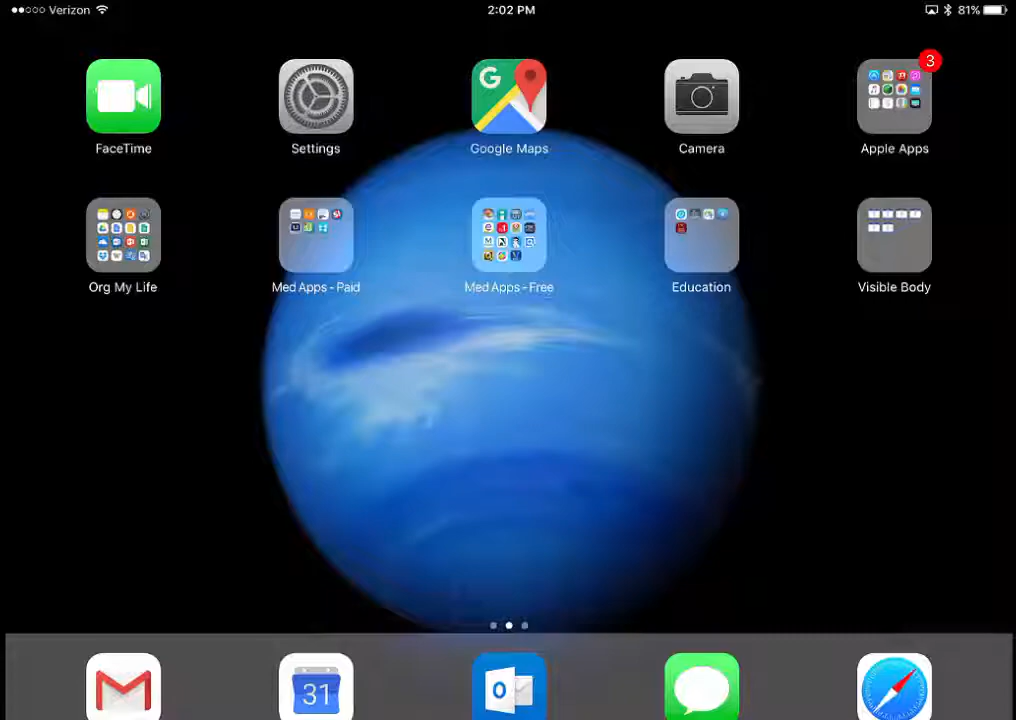 ●●○○○ Verizon
2:02 PM
81%
G
3
FaceTime
Settings
Google Maps
Camera
Apple Apps
Org My Life
Med Apps - Paid
Med Apps - Free
Education
Visible Body
31
O